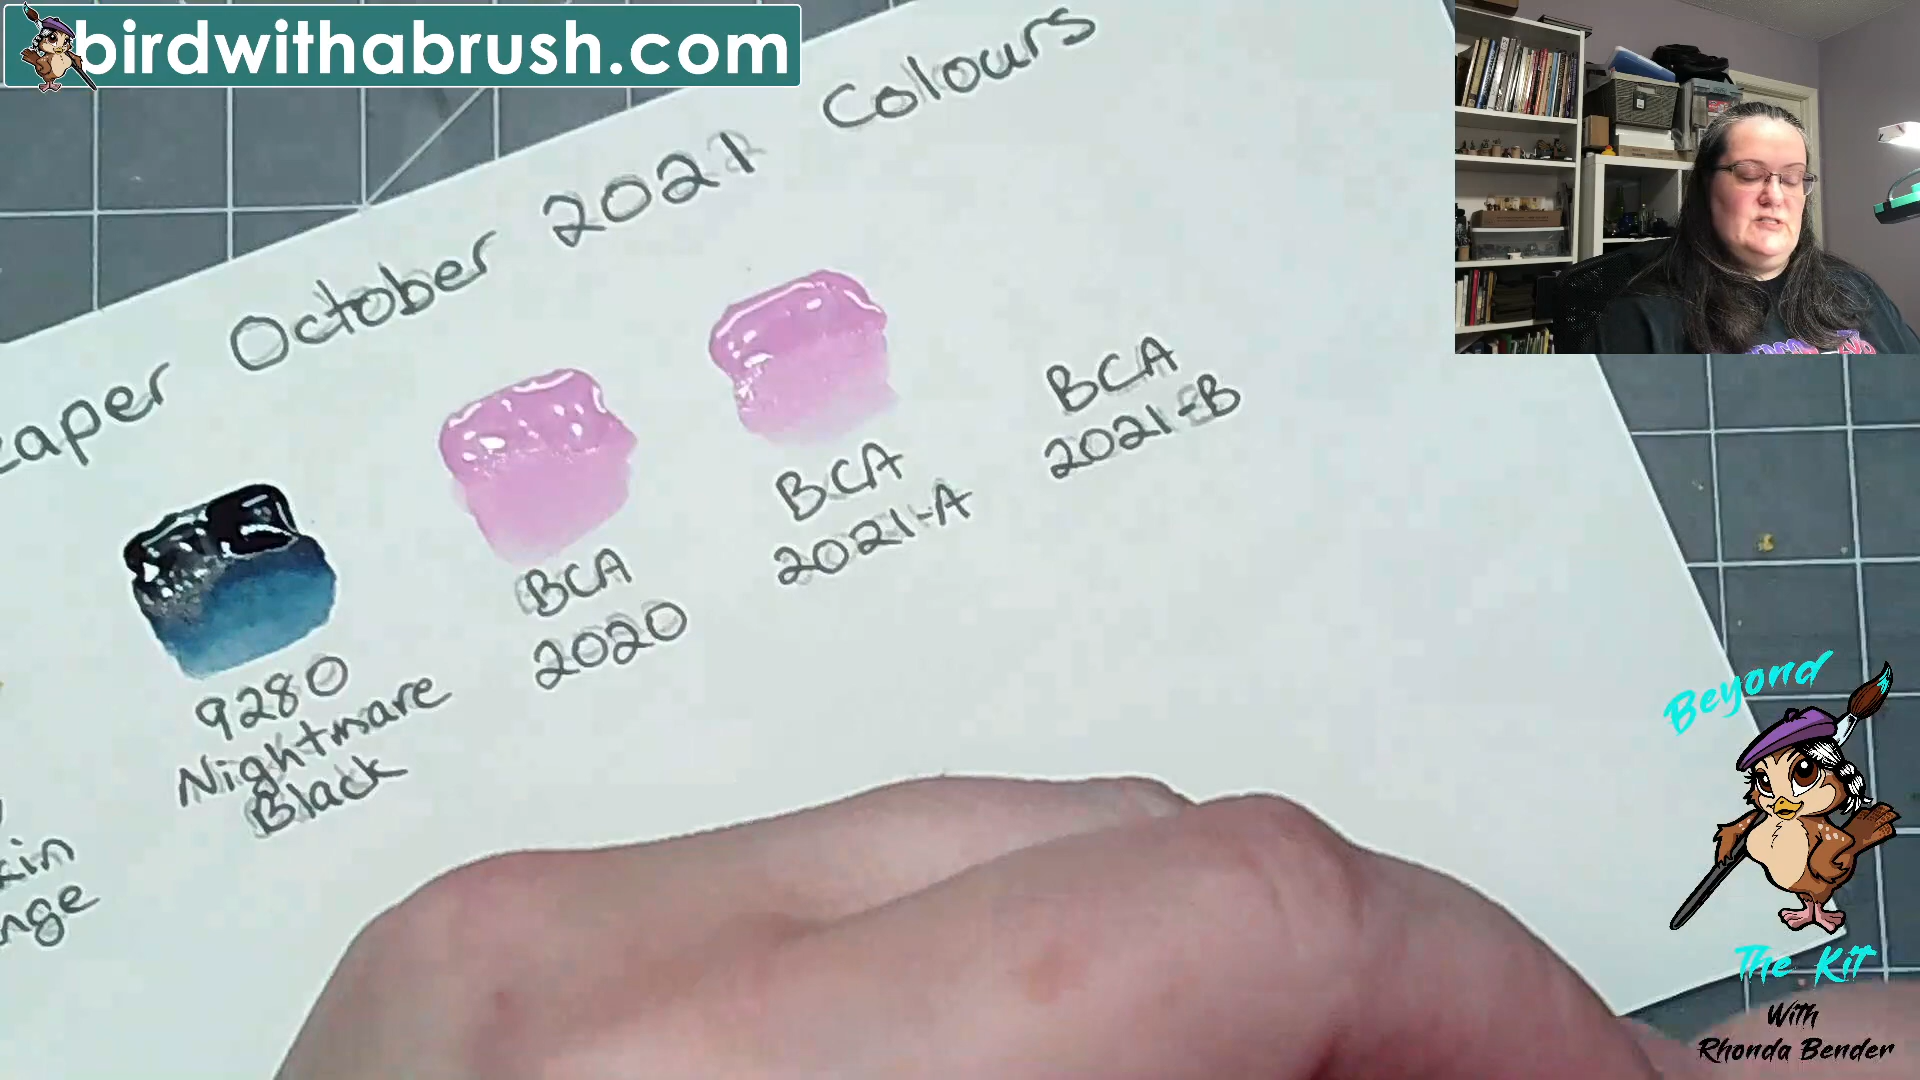 birdwithabrush.com
October 2021 Colours
9280
Nightmare
Black
BCA
2020
BCA
2021-A
BCA
2021-B
Beyond
The Kit
With
Rhonda Bender